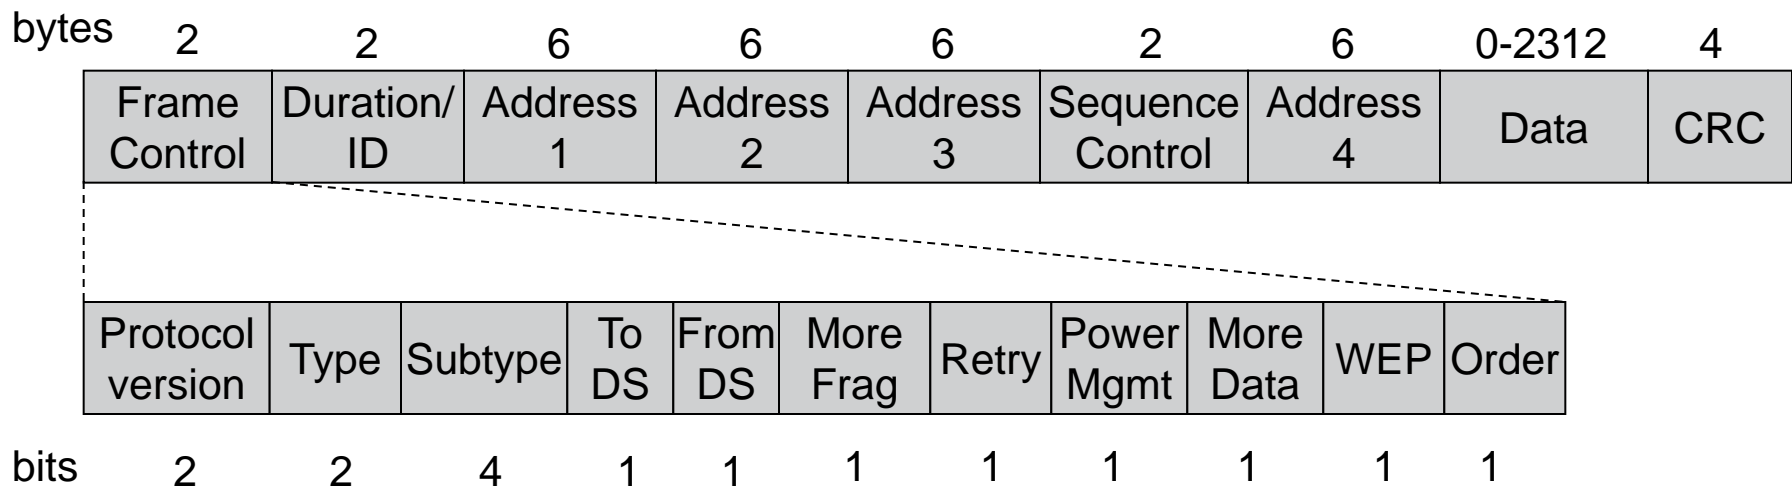 bytes 2 2 6 6 6 2 6 0-2312 4
Frame Control Duration/ ID Address 1 Address 2 Address 3 Sequence Control Address 4 Data CRC
Protocol version Type Subtype To DS From DS More Frag Retry Power Mgmt More Data WEP Order
bits 2 2 4 1 1 1 1 1 1 1 1